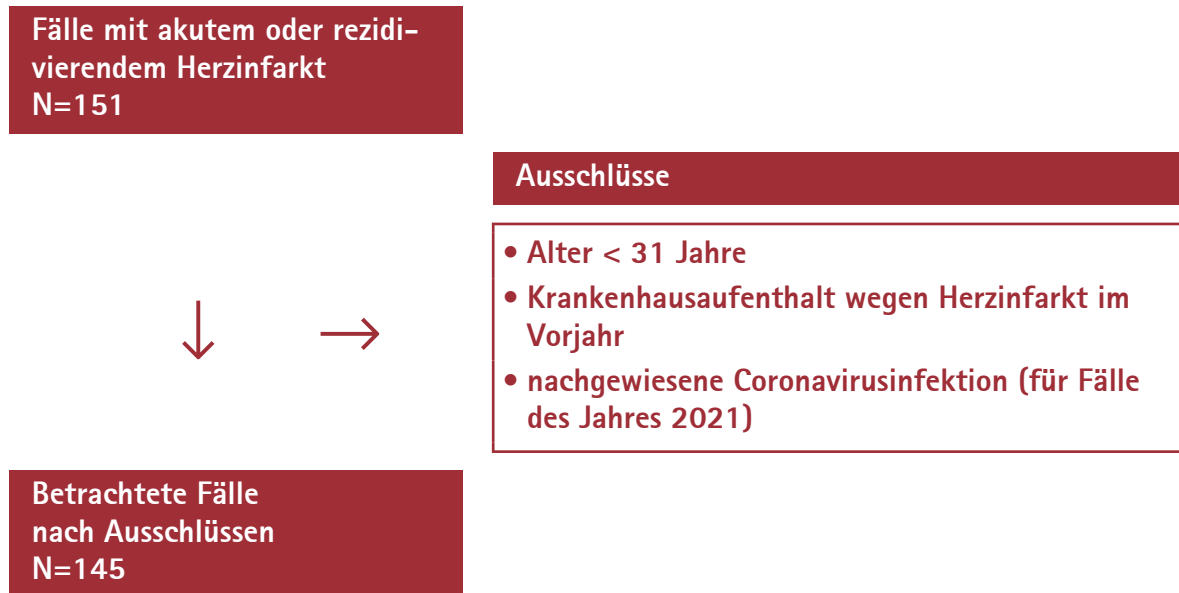 Fälle mit akutem oder rezidi-
vierendem Herzinfarkt
N=151
Ausschlüsse
• Alter < 31 Jahre
• Krankenhausaufenthalt wegen Herzinfarkt im
Vorjahr
• nachgewiesene Coronavirusinfektion (für Fälle
des Jahres 2021)
Betrachtete Fälle
nach Ausschlüssen
N=145